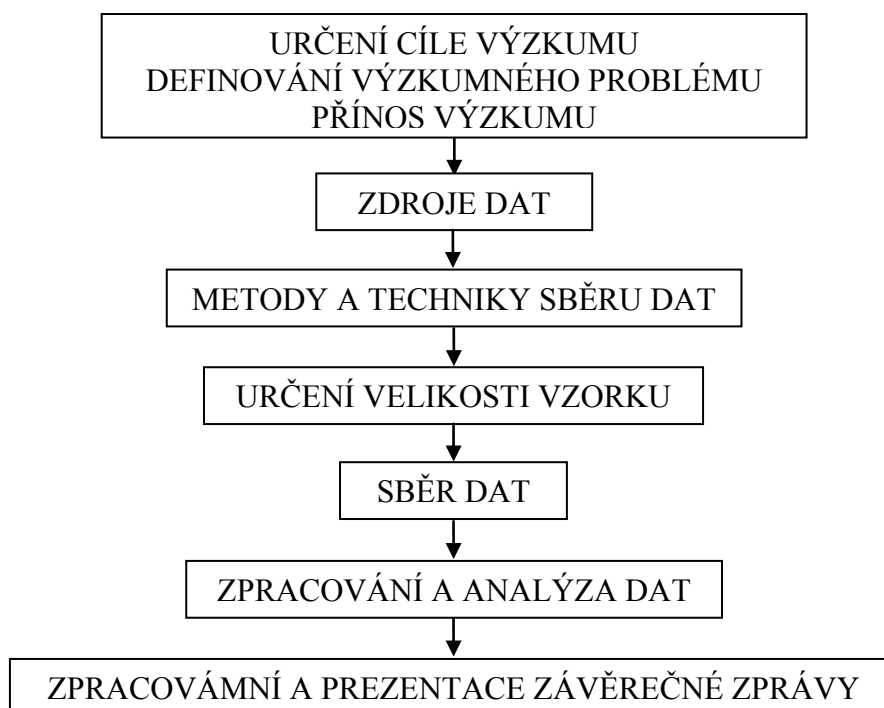 URČENÍ CÍLE VÝZKUMU
DEFINOVÁNÍ VÝZKUMNÉHO PROBLÉMU
PŘÍNOS VÝZKUMU
ZDROJE DAT
METODY A TECHNIKY SBĚRU DAT
URČENÍ VELIKOSTI VZORKU
SBĚR DAT
ZPRACOVÁNÍ A ANALÝZA DAT
ZPRACOVÁMNÍ A PREZENTACE ZÁVĚREČNÉ ZPRÁVY